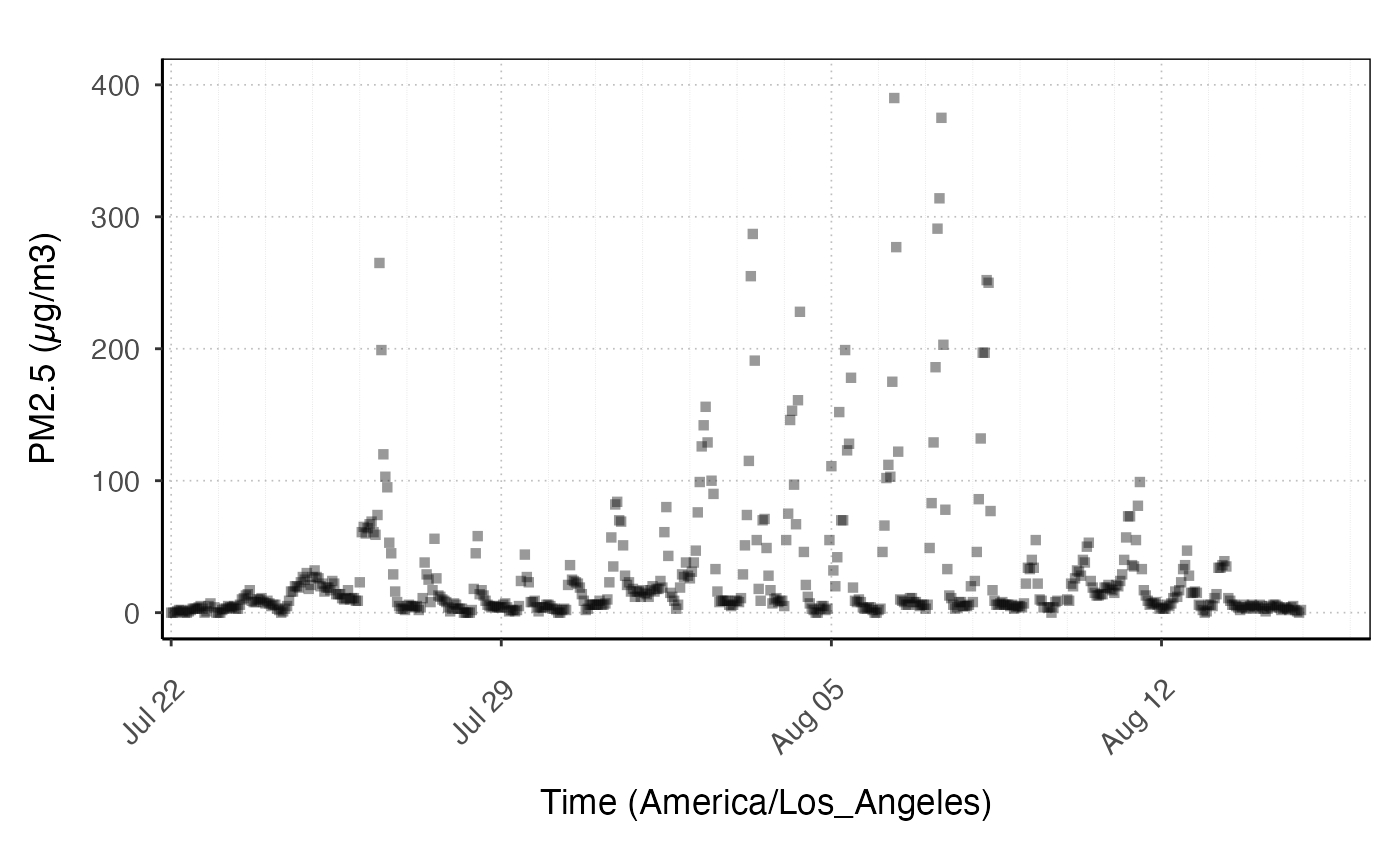 PM2.5 (µg/m3)
400
300
200
100
0
Jul 22
Jul 29
Aug 05
Aug 12
Time (America/Los_Angeles)